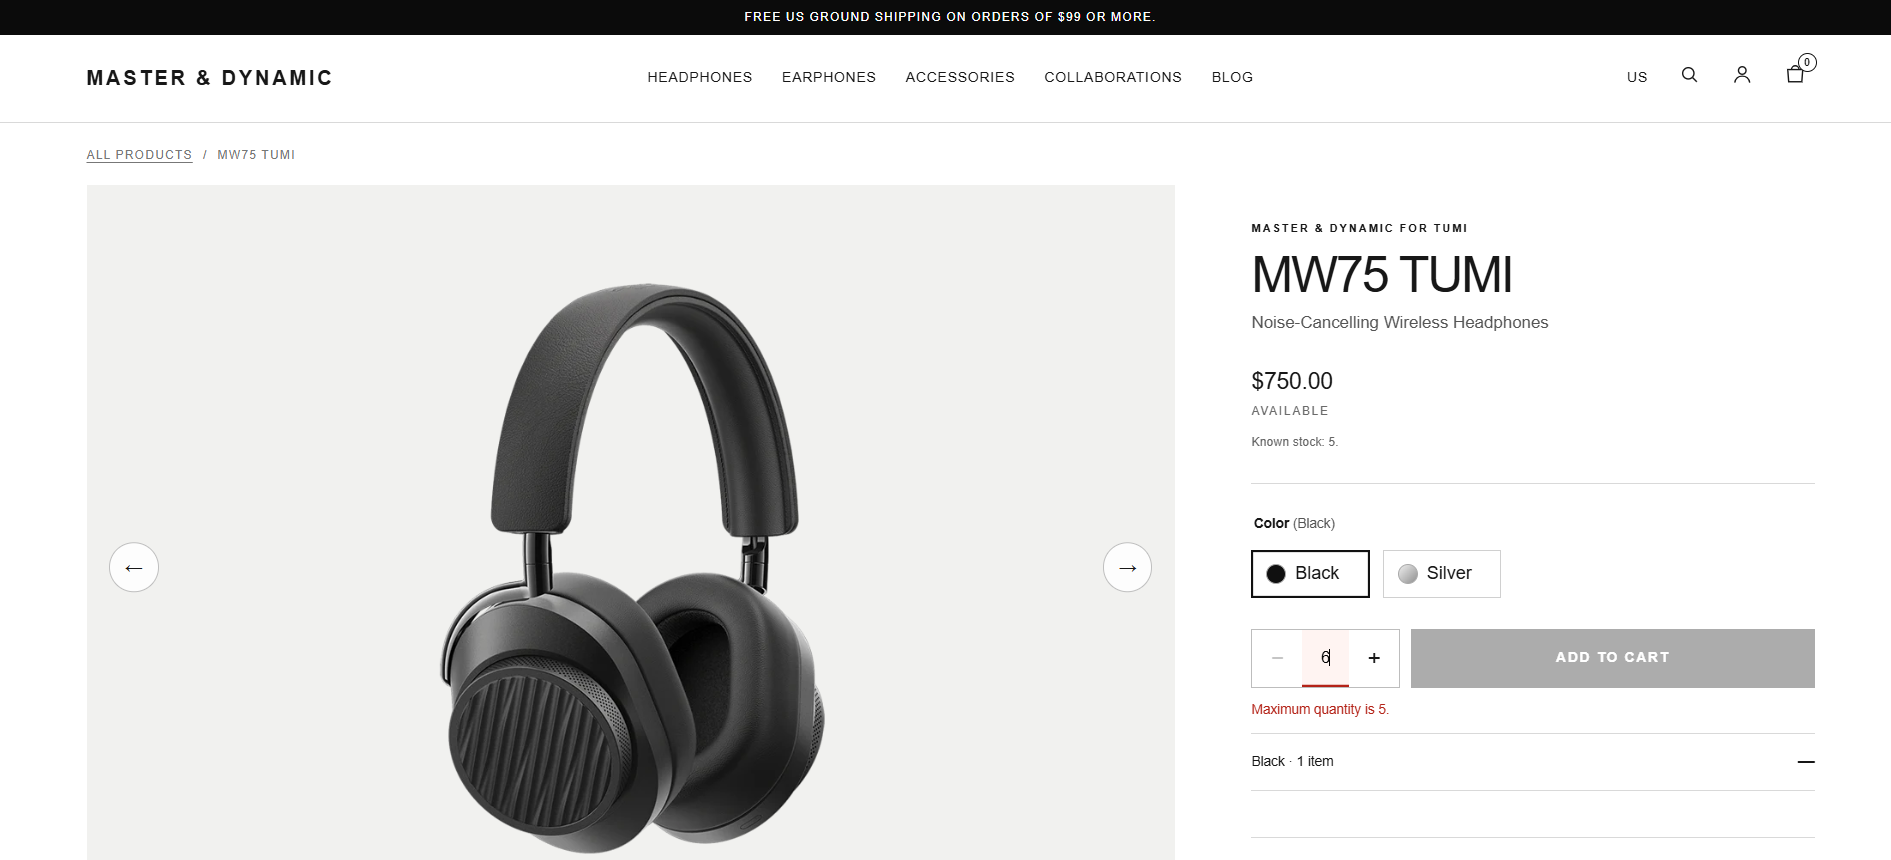 FREE US GROUND SHIPPING ON ORDERS OF $99 OR MORE.
MASTER & DYNAMIC
HEADPHONES EARPHONES ACCESSORIES COLLABORATIONS BLOG
US
0
ALL PRODUCTS / MW75 TUMI
MASTER & DYNAMIC FOR TUMI
MW75 TUMI
Noise-Cancelling Wireless Headphones
$750.00
AVAILABLE
Known stock: 5.
Color (Black)
Black
Silver
− 6 +
ADD TO CART
Maximum quantity is 5.
Black · 1 item